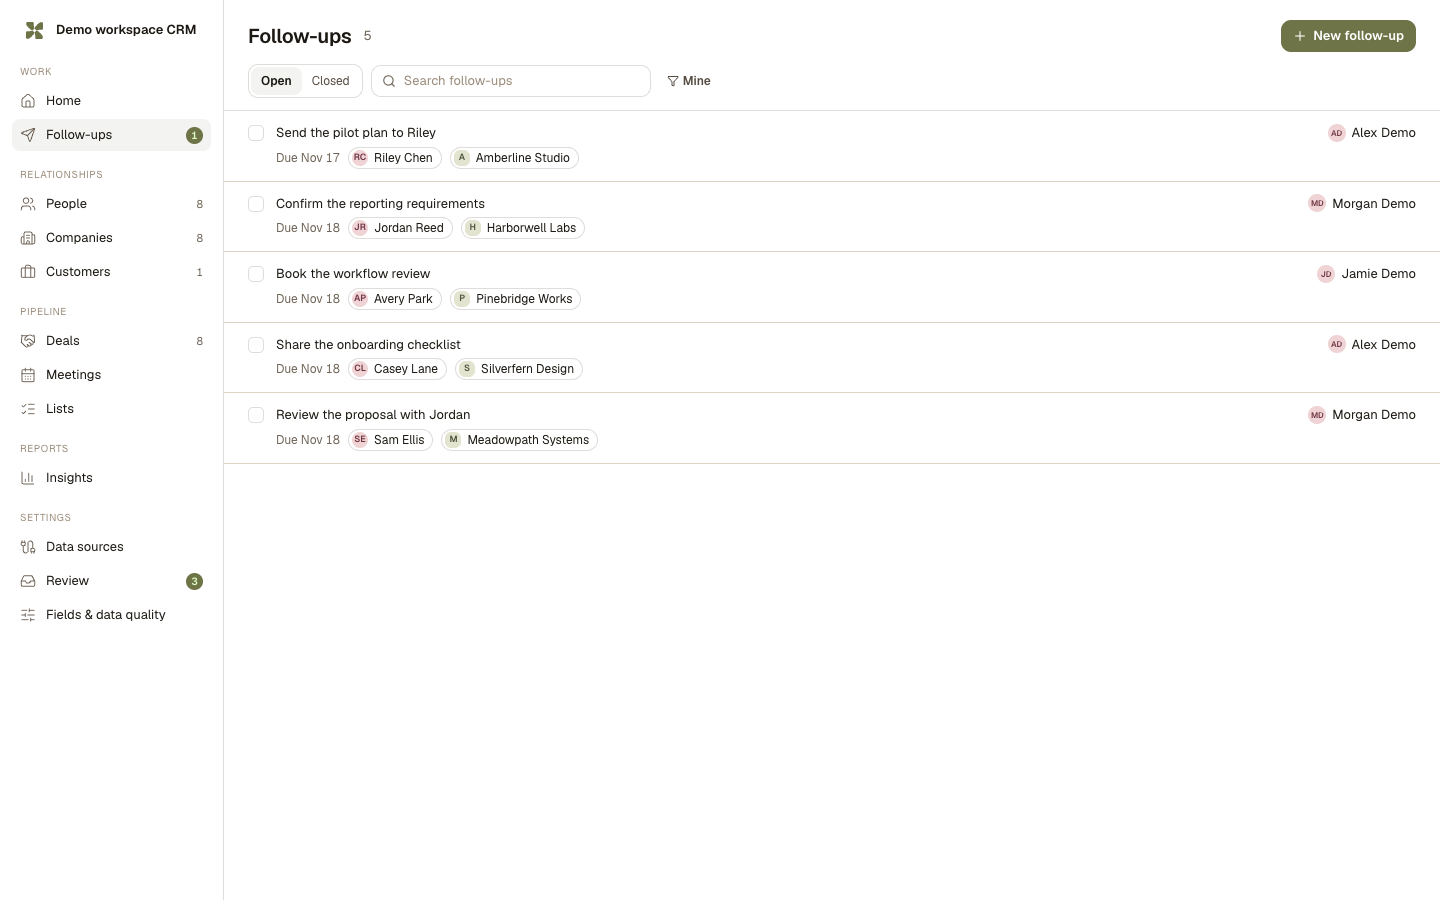 Demo workspace CRM
WORK
Home
Follow-ups 1
RELATIONSHIPS
People 8
Companies 8
Customers 1
PIPELINE
Deals 8
Meetings
Lists
REPORTS
Insights
SETTINGS
Data sources
Review 3
Fields & data quality
Follow-ups 5
New follow-up
Open Closed Search follow-ups Mine
Send the pilot plan to Riley AD Alex Demo
Due Nov 17 RC Riley Chen A Amberline Studio
Confirm the reporting requirements MD Morgan Demo
Due Nov 18 JR Jordan Reed H Harborwell Labs
Book the workflow review JD Jamie Demo
Due Nov 18 AP Avery Park P Pinebridge Works
Share the onboarding checklist AD Alex Demo
Due Nov 18 CL Casey Lane S Silverfern Design
Review the proposal with Jordan MD Morgan Demo
Due Nov 18 SE Sam Ellis M Meadowpath Systems